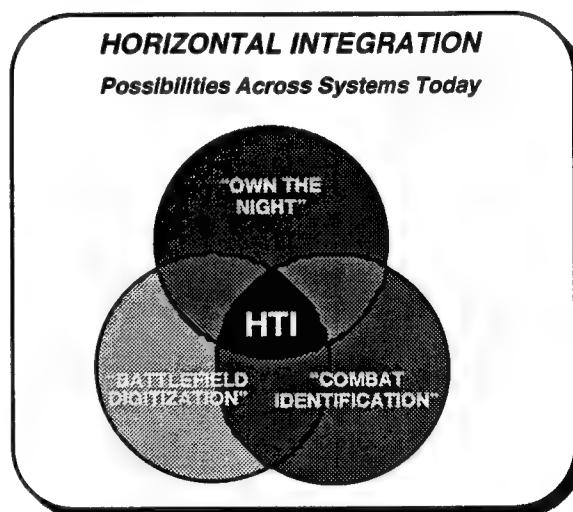 HORIZONTAL INTEGRATION
Possibilities Across Systems Today
"OWN THE
NIGHT"
HTI
"BATTLEFIELD
DIGITIZATION"
"COMBAT
IDENTIFICATION"